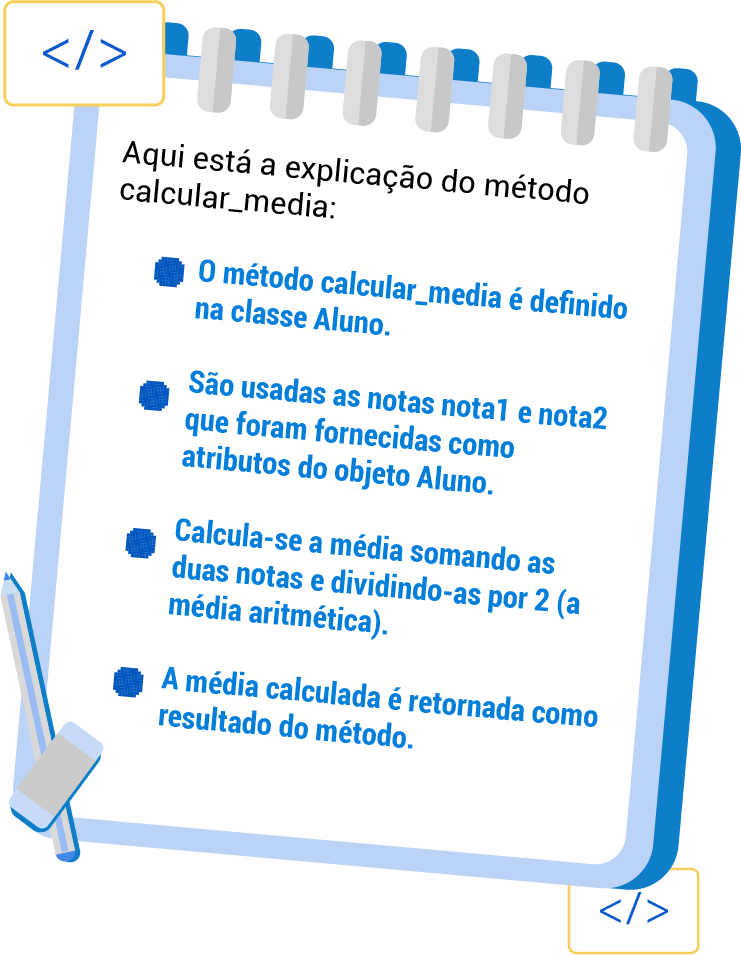 </>
Aqui está a explicação do método
calcular_media:
O método calcular_media é definido
na classe Aluno.
São usadas as notas nota1 e nota2
que foram fornecidas como
atributos do objeto Aluno.
Calcula-se a média somando as
duas notas e dividindo-as por 2 (a
média aritmética).
A média calculada é retornada como
resultado do método.
</>